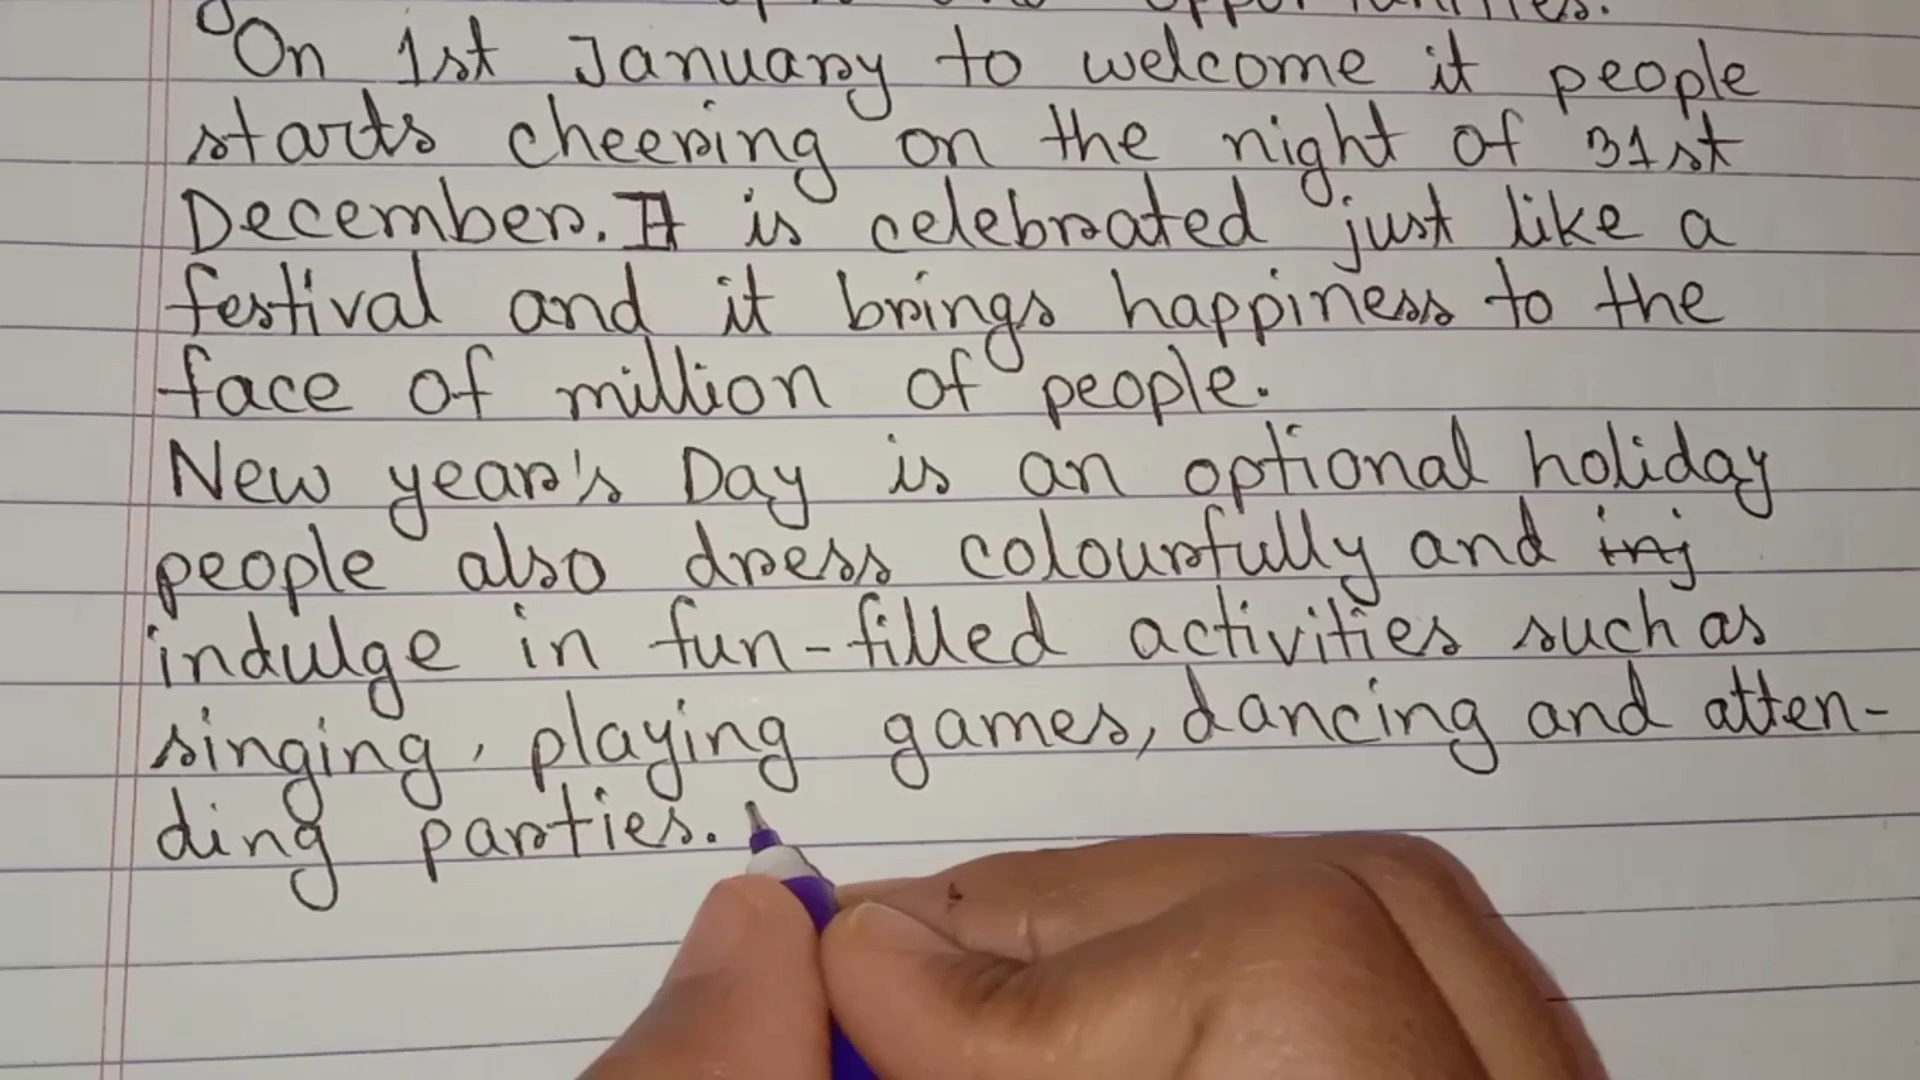 opportunities.
On 1st January to welcome it people
starts cheering on the night of 31st
December. It is celebrated just like a
festival and it brings happiness to the
face of million of people.
New year's Day is an optional holiday
people also dress colourfully and
indulge in fun-filled activities such as
singing, playing games, dancing and atten-
ding parties.